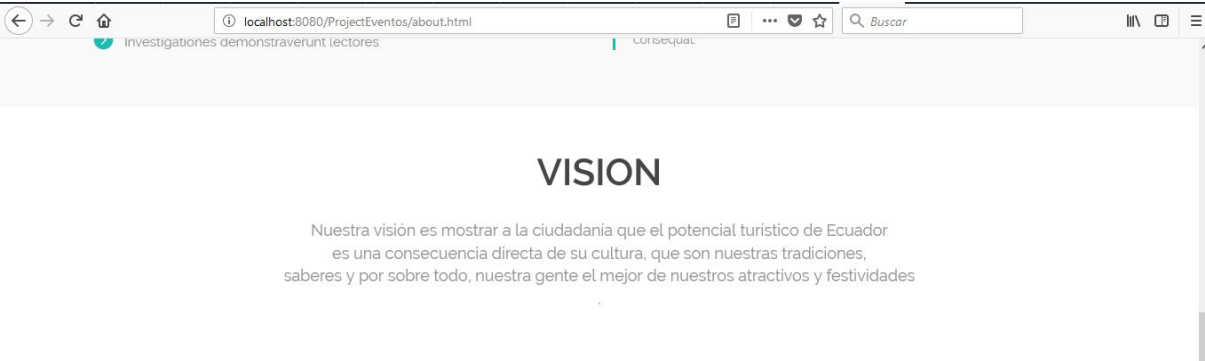 localhost:8080/ProjectEventos/about.html
Buscar
Investigationes demonstraverunt lectores
consequat.
VISION
Nuestra visión es mostrar a la ciudadanía que el potencial turístico de Ecuador
es una consecuencia directa de su cultura, que son nuestras tradiciones,
saberes y por sobre todo, nuestra gente el mejor de nuestros atractivos y festividades
.